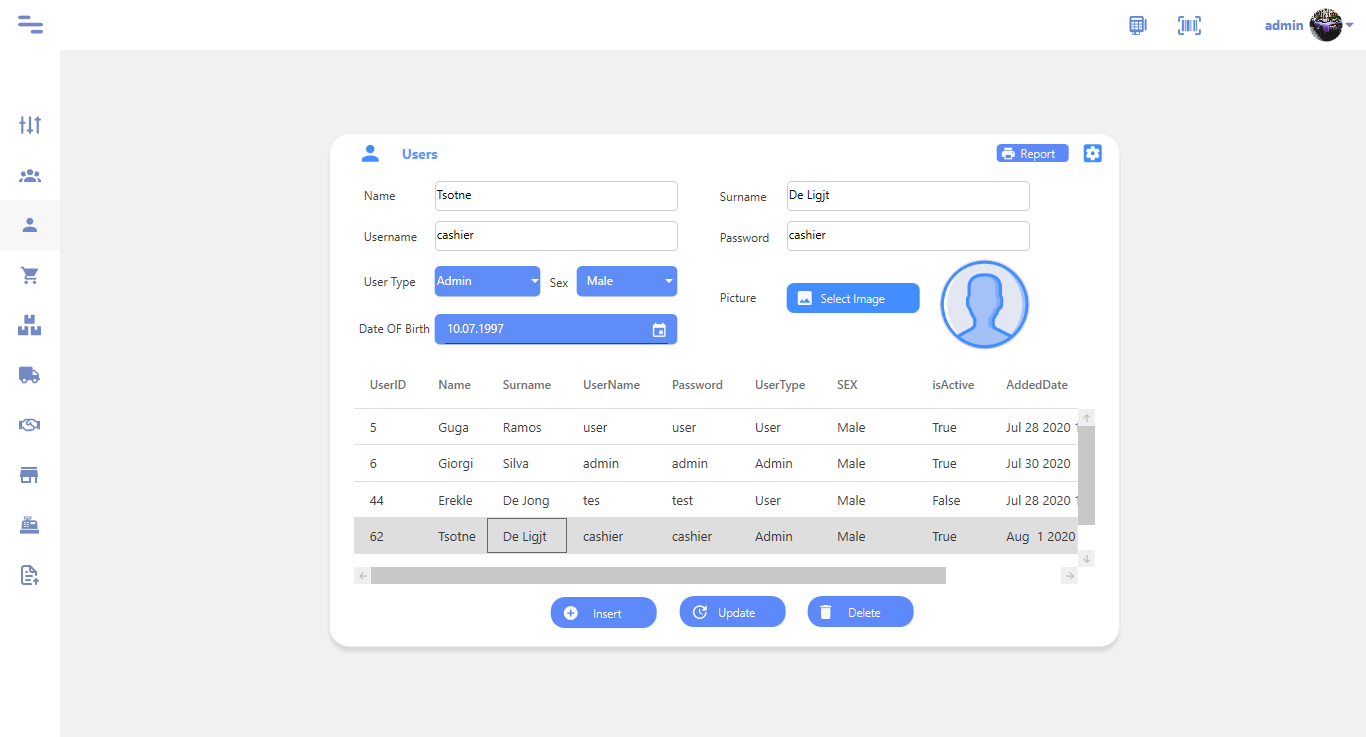 admin
Users
Report
Name Tsotne Surname De Ligjt
Username cashier Password cashier
User Type Admin Sex Male
Picture Select Image
Date OF Birth 10.07.1997
UserID Name Surname UserName Password UserType SEX isActive AddedDate
5 Guga Ramos user user User Male True Jul 28 2020
6 Giorgi Silva admin admin Admin Male True Jul 30 2020
44 Erekle De Jong tes test User Male False Jul 28 2020
62 Tsotne De Ligjt cashier cashier Admin Male True Aug 1 2020
Insert Update Delete